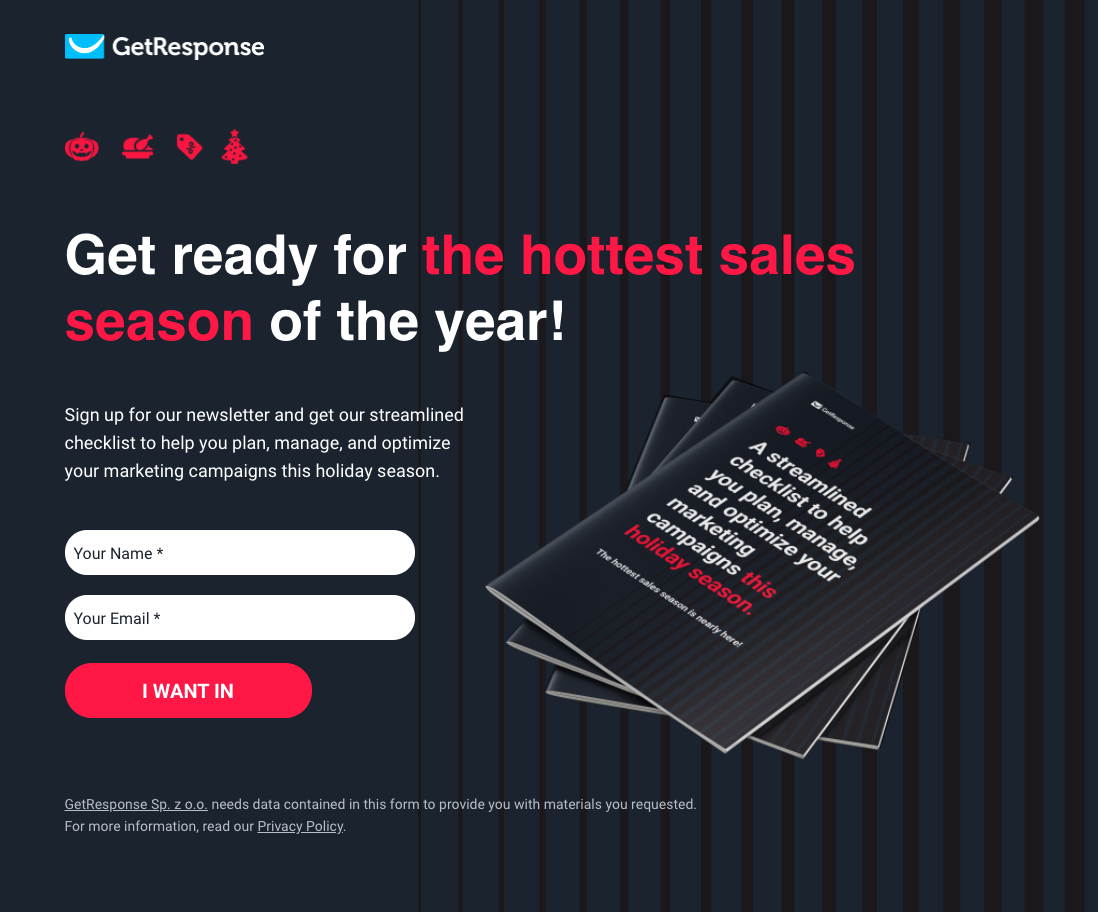 GetResponse
Get ready for the hottest sales
season of the year!
Sign up for our newsletter and get our streamlined
checklist to help you plan, manage, and optimize
your marketing campaigns this holiday season.
Your Name *
Your Email *
I WANT IN
GetResponse
A streamlined
checklist to help
you plan, manage,
and optimize your
marketing
campaigns this
holiday season.
The hottest sales season is nearly here!
GetResponse Sp. z o.o. needs data contained in this form to provide you with materials you requested.
For more information, read our Privacy Policy.